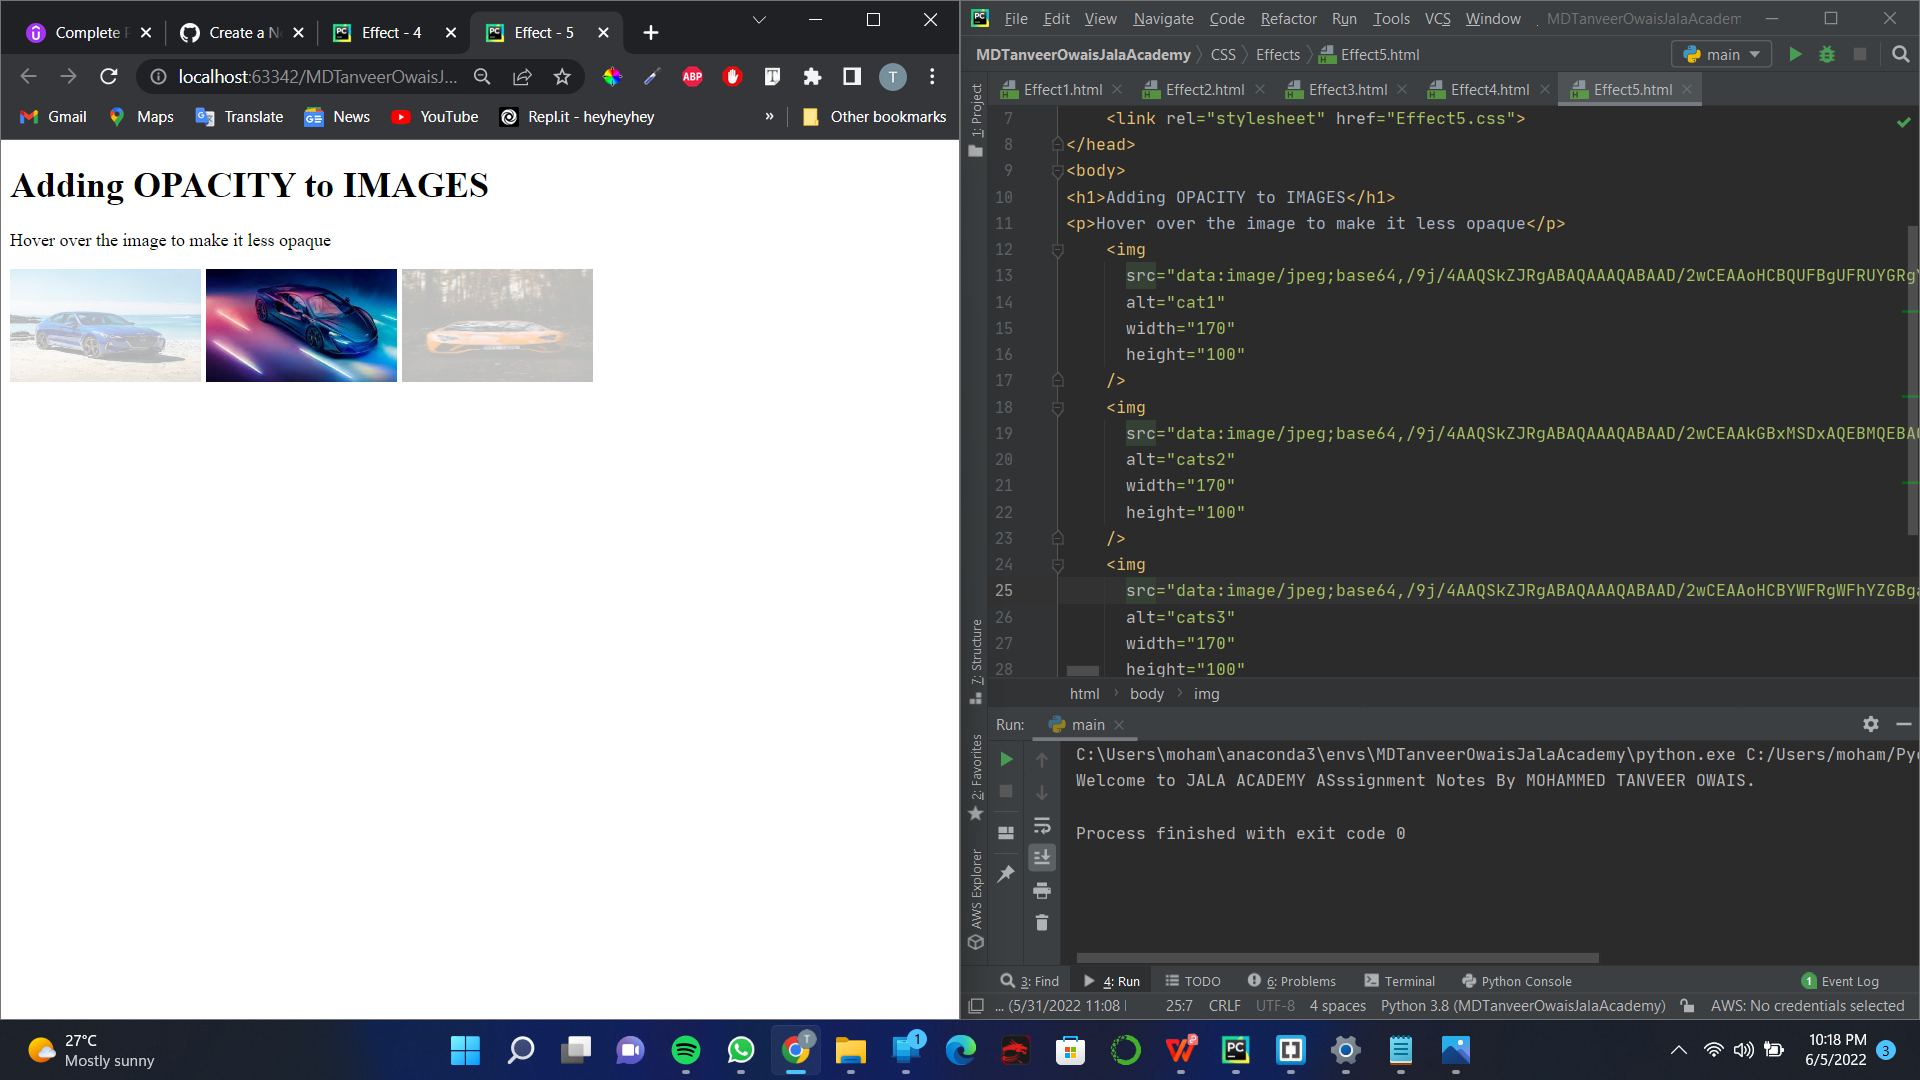 Complete
Create a N
Effect - 4
Effect - 5
localhost:63342/MDTanveerOwaisJ...
ABP
T
T
Gmail
Maps
Translate
News
YouTube
Repl.it - heyheyhey
»
Other bookmarks
Adding OPACITY to IMAGES
Hover over the image to make it less opaque
File Edit View Navigate Code Refactor Run Tools VCS Window
MDTanveerOwaisJalaAcadem
MDTanveerOwaisJalaAcademy
CSS
Effects
Effect5.html
main
Effect1.html
Effect2.html
Effect3.html
Effect4.html
Effect5.html
1: Project
7 <link rel="stylesheet" href="Effect5.css">
8 </head>
9 <body>
10 <h1>Adding OPACITY to IMAGES</h1>
11 <p>Hover over the image to make it less opaque</p>
12 <img
13 src="data:image/jpeg;base64,/9j/4AAQSkZJRgABAQAAAQABAAD/2wCEAAoHCBQUFBgUFRUYGRgY
14 alt="cat1"
15 width="170"
16 height="100"
17 />
18 <img
19 src="data:image/jpeg;base64,/9j/4AAQSkZJRgABAQAAAQABAAD/2wCEAAkGBxMSDxAQEBMQEBAQ
20 alt="cats2"
21 width="170"
22 height="100"
23 />
24 <img
25 src="data:image/jpeg;base64,/9j/4AAQSkZJRgABAQAAAQABAAD/2wCEAAoHCBYWFRgWFhYZGBga
26 alt="cats3"
27 width="170"
28 height="100"
7: Structure
html
body
img
Run:
main
2: Favorites
AWS Explorer
C:\Users\moham\anaconda3\envs\MDTanveerOwaisJalaAcademy\python.exe C:/Users/moham/Pyc
Welcome to JALA ACADEMY ASssignment Notes By MOHAMMED TANVEER OWAIS.
Process finished with exit code 0
3: Find
4: Run
TODO
6: Problems
Terminal
Python Console
1 Event Log
... (5/31/2022 11:08
25:7 CRLF UTF-8 4 spaces Python 3.8 (MDTanveerOwaisJalaAcademy)
AWS: No credentials selected
27°C
Mostly sunny
T
1
10:18 PM
6/5/2022
3